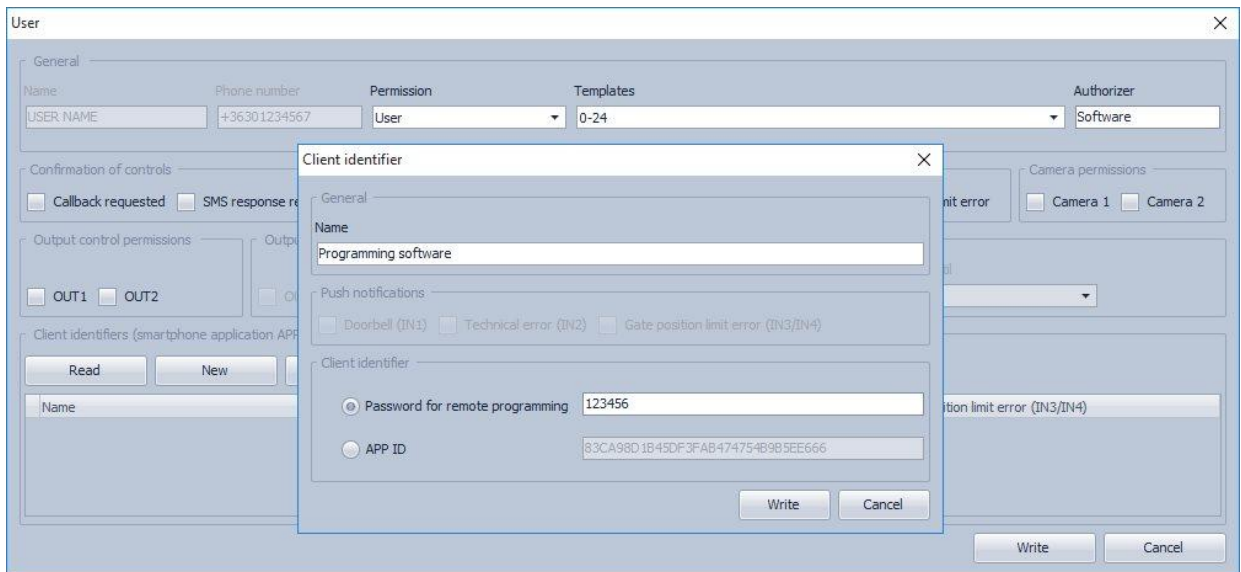 User
General
Name Phone number Permission Templates Authorizer
USER NAME +36301234567 User 0-24 Software
Client identifier
Confirmation of controls Camera permissions
Callback requested SMS response re mit error Camera 1 Camera 2
General
Name
Programming software
Output control permissions Outpu
OUT1 OUT2
Push notifications
Doorbell (IN1) Technical error (IN2) Gate position limit error (IN3/IN4)
Client identifiers (smartphone application APP
Read New
Client identifier
Name ition limit error (IN3/IN4)
Password for remote programming 123456
APP ID 83CA98D1B45DF3FAB474754B9B5EE666
Write Cancel
Write Cancel